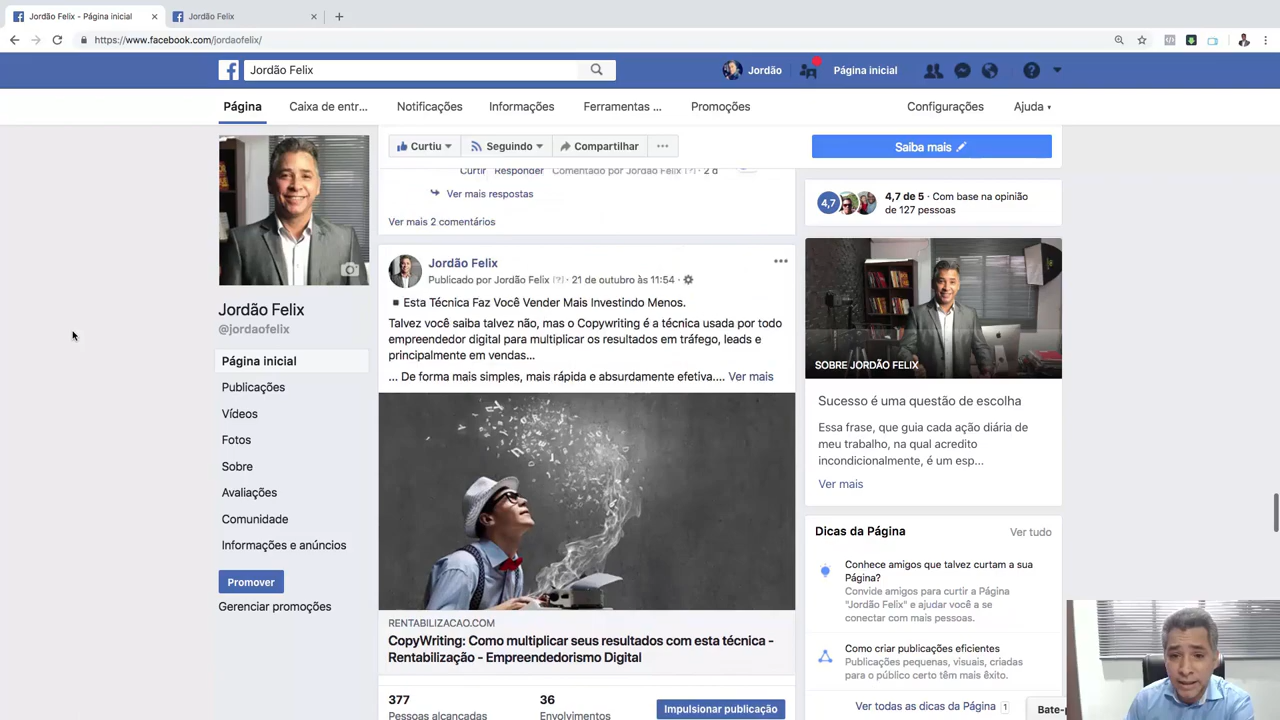 Jordão Felix - Página inicial
Jordão Felix
https://www.facebook.com/jordaofelix/
Jordão Felix
Jordão
Página inicial
Página
Caixa de entr...
Notificações
Informações
Ferramentas ...
Promoções
Configurações
Ajuda
Curtiu
Seguindo
Compartilhar
Saiba mais
Curtir Responder Comentado por Jordão Felix [?] · 2 d
Ver mais respostas
Ver mais 2 comentários
4,7
4,7 de 5 · Com base na opinião
de 127 pessoas
Jordão Felix
@jordaofelix
Página inicial
Publicações
Vídeos
Fotos
Sobre
Avaliações
Comunidade
Informações e anúncios
Promover
Gerenciar promoções
Jordão Felix
Publicado por Jordão Felix [?] · 21 de outubro às 11:54 ·
▪ Esta Técnica Faz Você Vender Mais Investindo Menos.
Talvez você saiba talvez não, mas o Copywriting é a técnica usada por todo
empreendedor digital para multiplicar os resultados em tráfego, leads e
principalmente em vendas...
... De forma mais simples, mais rápida e absurdamente efetiva.... Ver mais
RENTABILIZACAO.COM
CopyWriting: Como multiplicar seus resultados com esta técnica -
Rentabilização - Empreendedorismo Digital
377
Pessoas alcançadas
36
Envolvimentos
Impulsionar publicação
SOBRE JORDÃO FELIX
Sucesso é uma questão de escolha
Essa frase, que guia cada ação diária de
meu trabalho, na qual acredito
incondicionalmente, é um esp...
Ver mais
Dicas da Página
Ver tudo
Conhece amigos que talvez curtam a sua
Página?
Convide amigos para curtir a Página
"Jordão Felix" e ajudar você a se
conectar com mais pessoas.
Como criar publicações eficientes
Publicações pequenas, visuais, criadas
para o público certo têm mais êxito.
Ver todas as dicas da Página 1
Bate-p